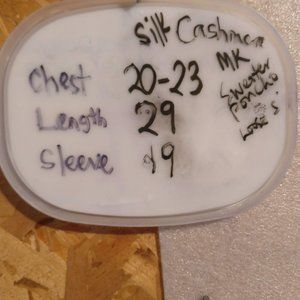 Silk Cashmere
MK
Sweater
Poncho
Chest 20-23
Length 29
Sleeve 19